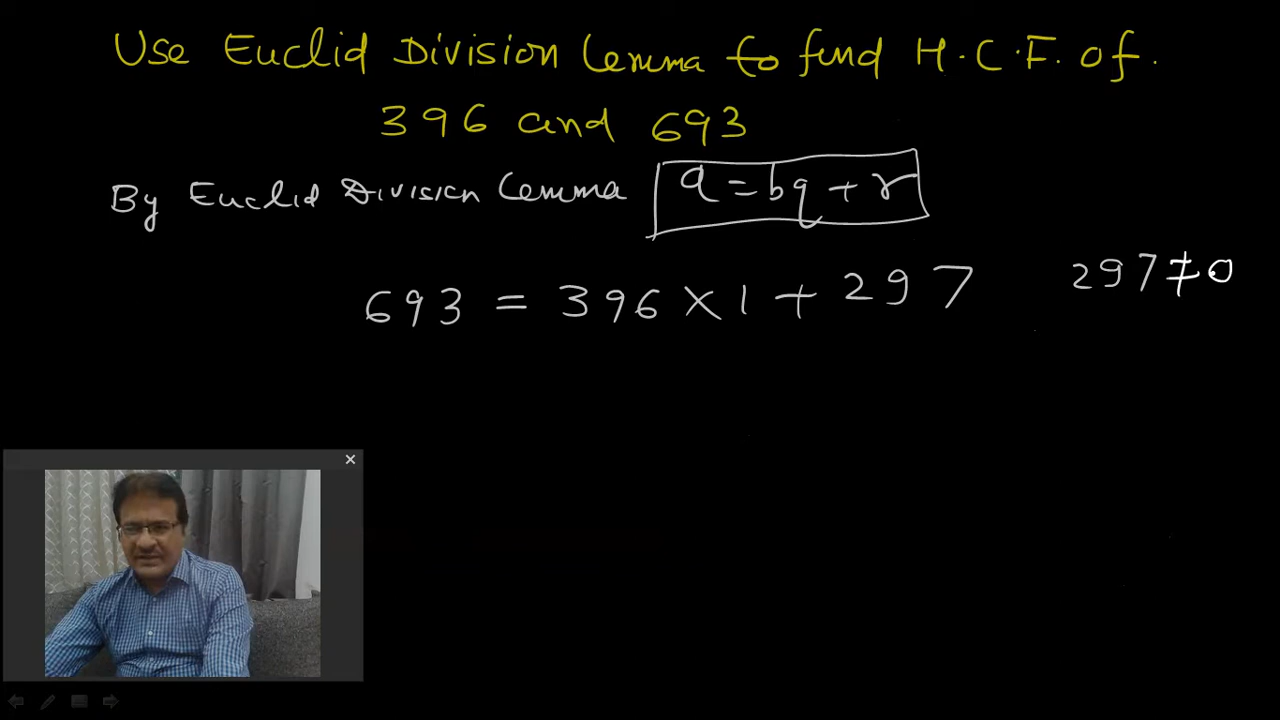 Use Euclid Division Lemma to find H.C.F. of.
396 and 693
By Euclid Division Lemma a = bq + r
693 = 396 × 1 + 297 297 ≠ 0